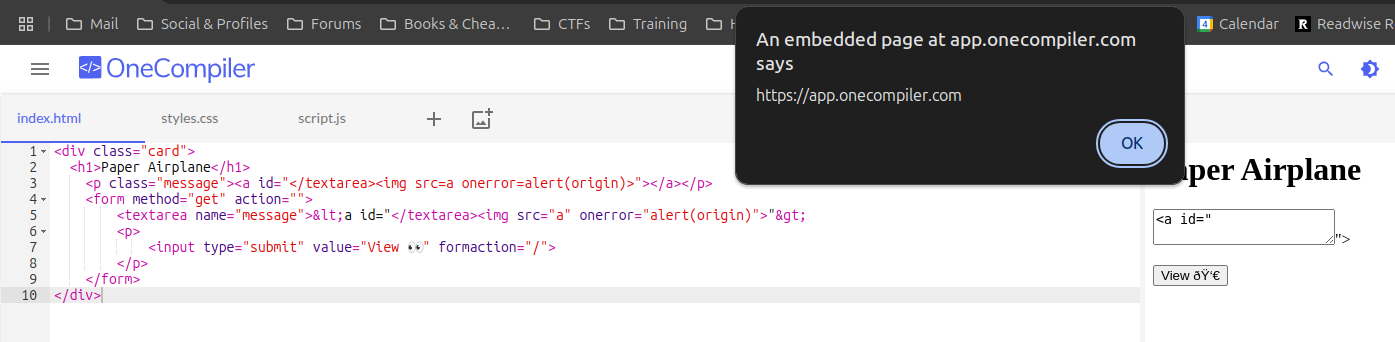 Mail Social & Profiles Forums Books & Chea... CTFs Training H Calendar Readwise R
An embedded page at app.onecompiler.com
says
https://app.onecompiler.com
OK
</> OneCompiler
index.html styles.css script.js
1 <div class="card">
2 <h1>Paper Airplane</h1>
3 <p class="message"><a id="</textarea><img src=a onerror=alert(origin)>"></a></p>
4 <form method="get" action="">
5 <textarea name="message">&lt;a id="</textarea><img src="a" onerror="alert(origin)">"&gt;
6 <p>
7 <input type="submit" value="View 👀" formaction="/">
8 </p>
9 </form>
10 </div>
aper Airplane
<a id="
">
View ðŸ‘€